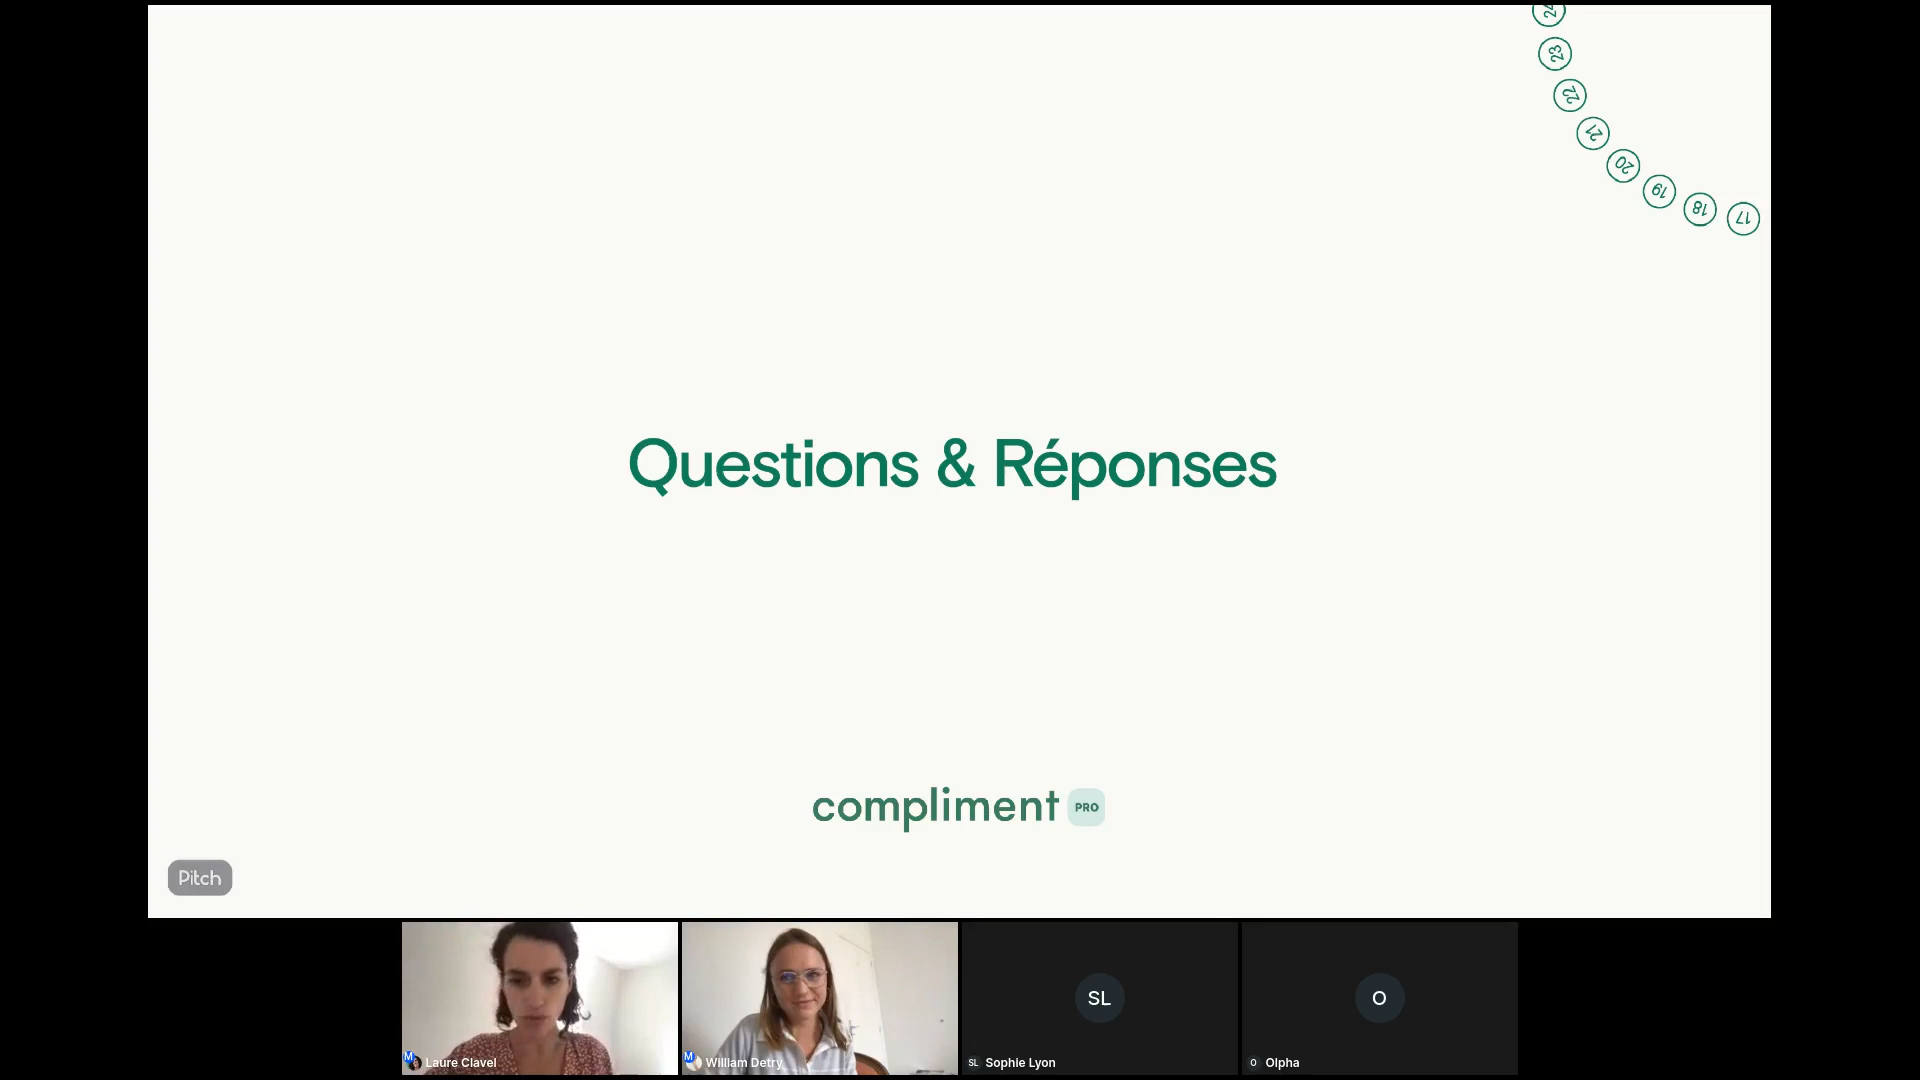 24
23
22
21
20
19
18
17
Questions & Réponses
compliment PRO
Pitch
M Laure Clavel
M William Detry
SL
SL Sophie Lyon
O
O Olpha